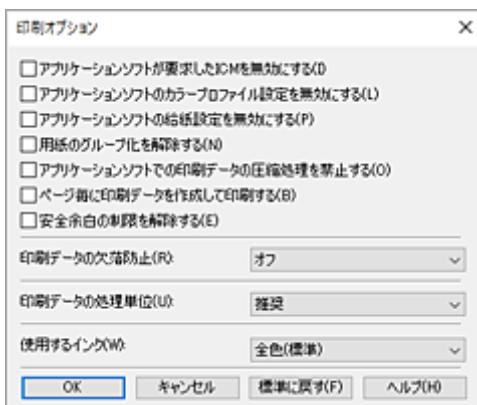 印刷オプション
アプリケーションソフトが要求したICMを無効にする(I
アプリケーションソフトのカラープロファイル設定を無効にする(L)
アプリケーションソフトの給紙設定を無効にする(P)
用紙のグループ化を解除する(N)
アプリケーションソフトでの印刷データの圧縮処理を禁止する(O)
ページ毎に印刷データを作成して印刷する(B)
安全余白の制限を解除する(E)
印刷データの欠落防止(R): オフ
印刷データの処理単位(U): 推奨
使用するインク(W): 全色(標準)
OK キャンセル 標準に戻す(F) ヘルプ(H)